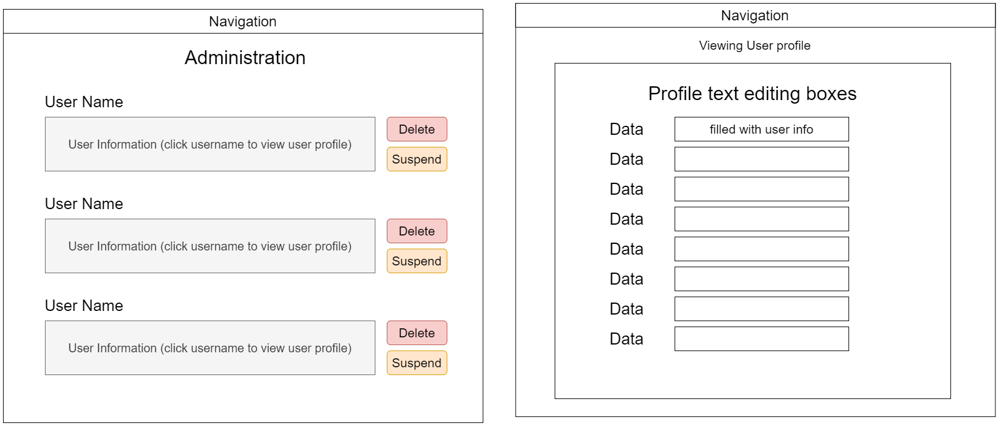 Navigation
Administration
User Name
User Information (click username to view user profile)
Delete
Suspend
User Name
User Information (click username to view user profile)
Delete
Suspend
User Name
User Information (click username to view user profile)
Delete
Suspend
Navigation
Viewing User profile
Profile text editing boxes
Data
filled with user info
Data
Data
Data
Data
Data
Data
Data